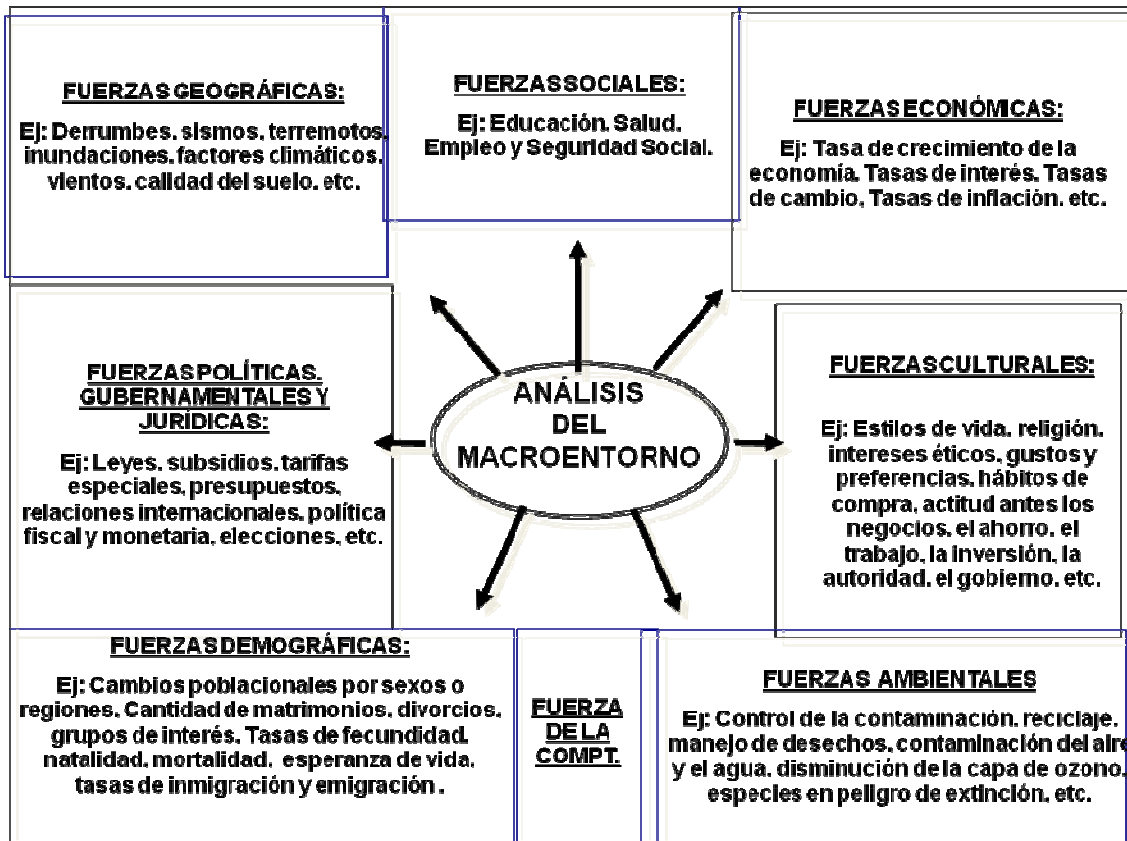 FUERZAS GEOGRÁFICAS:
Ej: Derrumbes, sismos, terremotos,
inundaciones, factores climáticos,
vientos, calidad del suelo, etc.
FUERZAS SOCIALES:
Ej: Educación, Salud,
Empleo y Seguridad Social.
FUERZAS ECONÓMICAS:
Ej: Tasa de crecimiento de la
economía, Tasas de interés, Tasas
de cambio, Tasas de inflación, etc.
FUERZAS POLÍTICAS,
GUBERNAMENTALES Y
JURÍDICAS:
Ej: Leyes, subsidios, tarifas
especiales, presupuestos,
relaciones internacionales, política
fiscal y monetaria, elecciones, etc.
ANÁLISIS
DEL
MACROENTORNO
FUERZAS CULTURALES:
Ej: Estilos de vida, religión,
intereses éticos, gustos y
preferencias, hábitos de
compra, actitud antes los
negocios, el ahorro, el
trabajo, la inversión, la
autoridad, el gobierno, etc.
FUERZAS DEMOGRÁFICAS:
Ej: Cambios poblacionales por sexos o
regiones, Cantidad de matrimonios, divorcios,
grupos de interés, Tasas de fecundidad,
natalidad, mortalidad, esperanza de vida,
tasas de inmigración y emigración .
FUERZA
DE LA
COMPT.
FUERZAS AMBIENTALES
Ej: Control de la contaminación, reciclaje,
manejo de desechos, contaminación del aire
y el agua, disminución de la capa de ozono,
especies en peligro de extinción, etc.